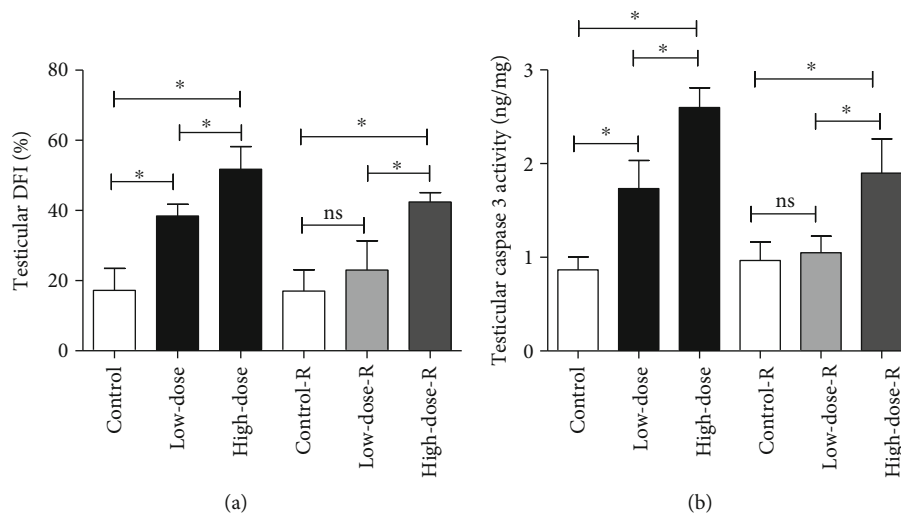 Testicular DFI (%)
80
60
40
20
0
*
*
*
*
*
ns
Control
Low-dose
High-dose
Control-R
Low-dose-R
High-dose-R
(a)
Testicular caspase 3 activity (ng/mg)
3
2
1
0
*
*
*
*
*
ns
Control
Low-dose
High-dose
Control-R
Low-dose-R
High-dose-R
(b)